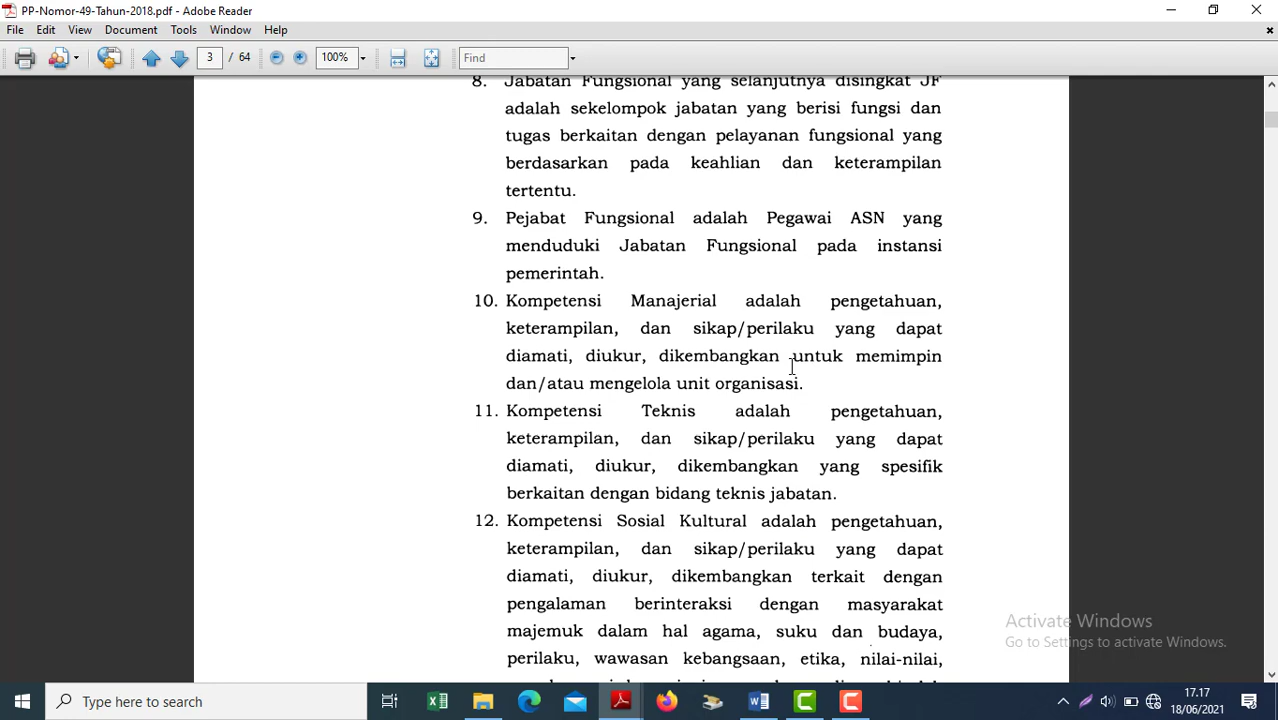 PP-Nomor-49-Tahun-2018.pdf - Adobe Reader
File Edit View Document Tools Window Help
3 / 64 100% Find
8. Jabatan Fungsional yang selanjutnya disingkat JF
adalah sekelompok jabatan yang berisi fungsi dan
tugas berkaitan dengan pelayanan fungsional yang
berdasarkan pada keahlian dan keterampilan
tertentu.
9. Pejabat Fungsional adalah Pegawai ASN yang
menduduki Jabatan Fungsional pada instansi
pemerintah.
10. Kompetensi Manajerial adalah pengetahuan,
keterampilan, dan sikap/perilaku yang dapat
diamati, diukur, dikembangkan untuk memimpin
dan/atau mengelola unit organisasi.
11. Kompetensi Teknis adalah pengetahuan,
keterampilan, dan sikap/perilaku yang dapat
diamati, diukur, dikembangkan yang spesifik
berkaitan dengan bidang teknis jabatan.
12. Kompetensi Sosial Kultural adalah pengetahuan,
keterampilan, dan sikap/perilaku yang dapat
diamati, diukur, dikembangkan terkait dengan
pengalaman berinteraksi dengan masyarakat
majemuk dalam hal agama, suku dan budaya,
perilaku, wawasan kebangsaan, etika, nilai-nilai,
Activate Windows
Go to Settings to activate Windows.
Type here to search
17.17
18/06/2021